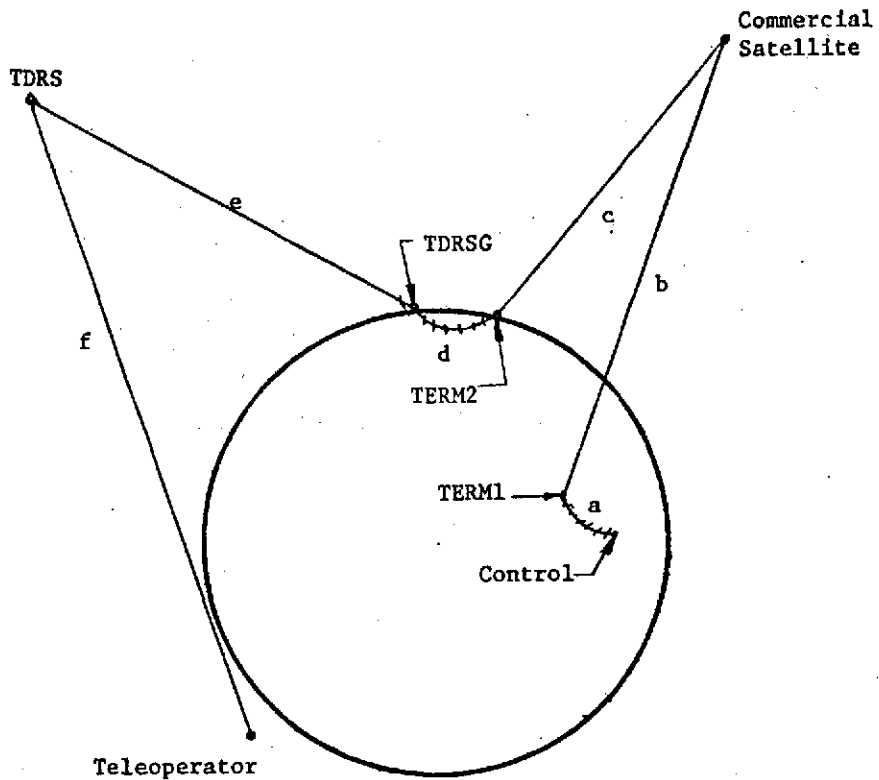 Commercial
Satellite
TDRS
e
c
TDRSG
b
f
d
TERM2
TERM1
a
Control
Teleoperator